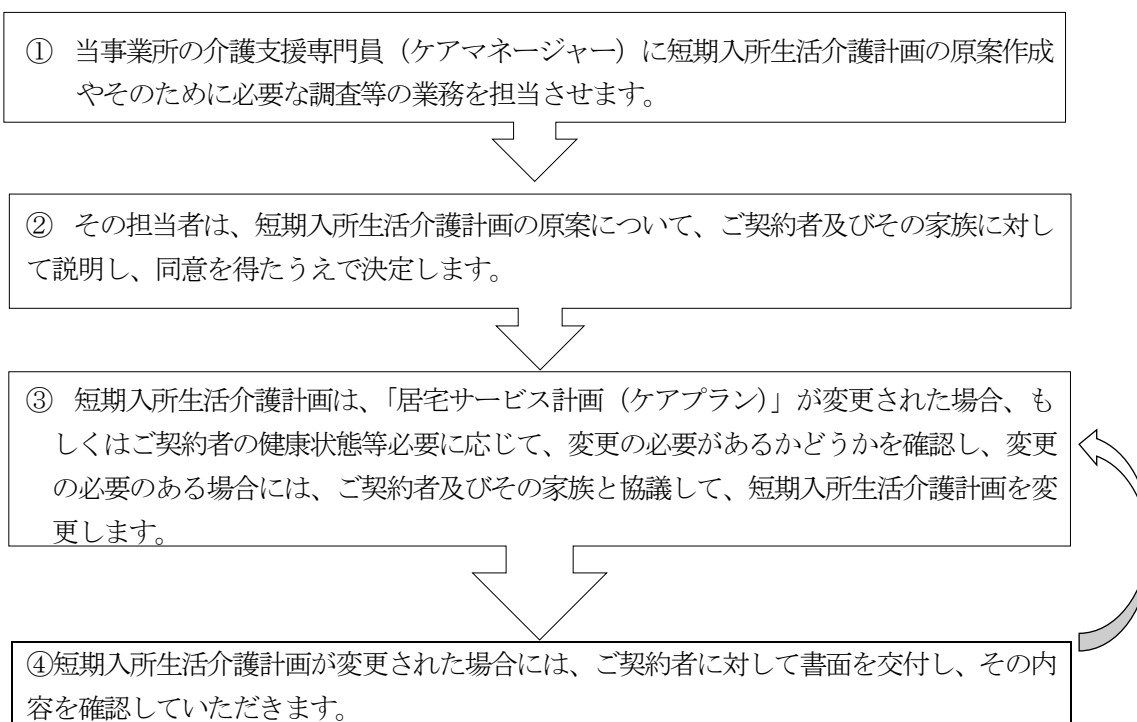 ① 当事業所の介護支援専門員（ケアマネージャー）に短期入所生活介護計画の原案作成
やそのために必要な調査等の業務を担当させます。
② その担当者は、短期入所生活介護計画の原案について、ご契約者及びその家族に対し
て説明し、同意を得たうえで決定します。
③ 短期入所生活介護計画は、「居宅サービス計画（ケアプラン）」が変更された場合、も
しくはご契約者の健康状態等必要に応じて、変更の必要があるかどうかを確認し、変更
の必要のある場合には、ご契約者及びその家族と協議して、短期入所生活介護計画を変
更します。
④短期入所生活介護計画が変更された場合には、ご契約者に対して書面を交付し、その内
容を確認していただきます。